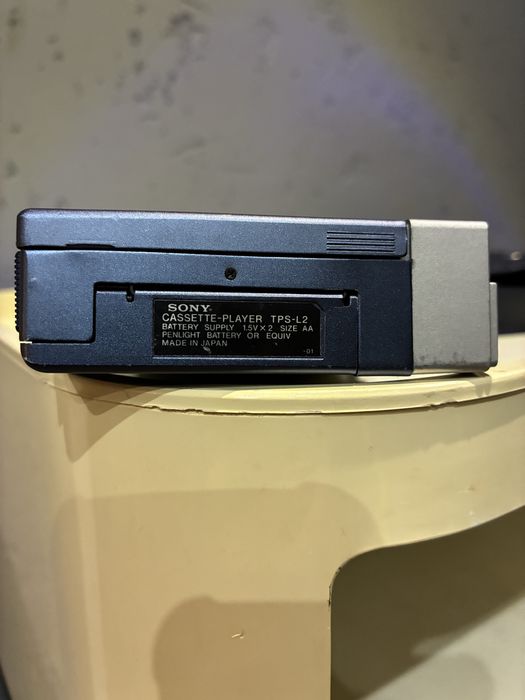 SONY
CASSETTE-PLAYER TPS-L2
BATTERY SUPPLY 1.5V×2 SIZE AA
PENLIGHT BATTERY OR EQUIV
MADE IN JAPAN
-01